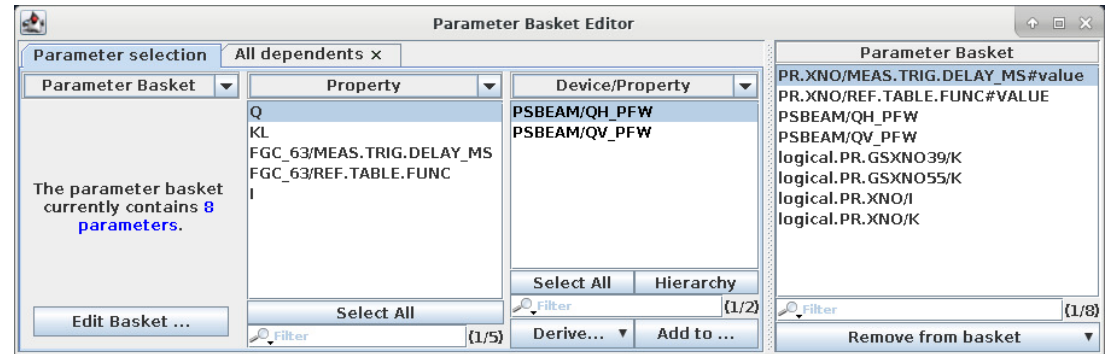 Parameter Basket Editor
Parameter selection
All dependents x
Parameter Basket
Property
Device/Property
The parameter basket
currently contains 8
parameters.
Edit Basket ...
Q
KL
FGC_63/MEAS.TRIG.DELAY_MS
FGC_63/REF.TABLE.FUNC
I
Select All
Filter
(1/5)
PSBEAM/QH_PFW
PSBEAM/QV_PFW
Select All
Hierarchy
Filter
(1/2)
Derive...
Add to ...
Parameter Basket
PR.XNO/MEAS.TRIG.DELAY_MS#value
PR.XNO/REF.TABLE.FUNC#VALUE
PSBEAM/QH_PFW
PSBEAM/QV_PFW
logical.PR.GSXNO39/K
logical.PR.GSXNO55/K
logical.PR.XNO/I
logical.PR.XNO/K
Filter
(1/8)
Remove from basket